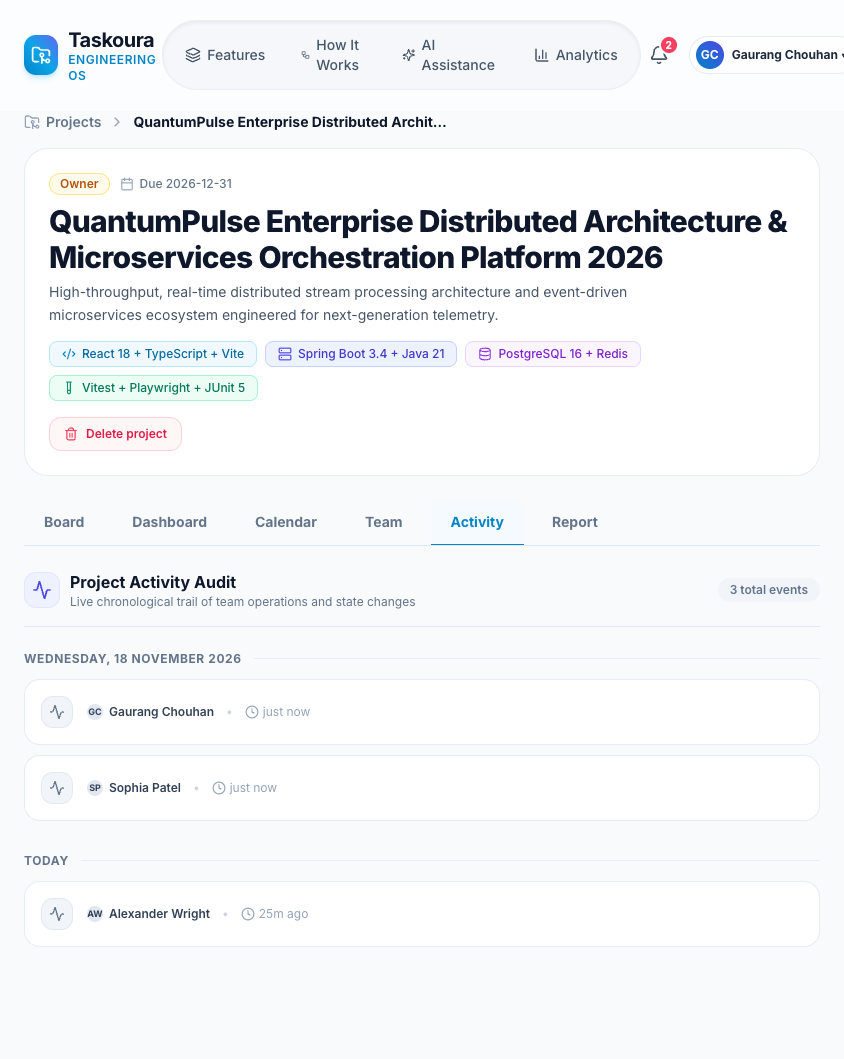 Taskoura
ENGINEERING
OS
Features
How It
Works
AI
Assistance
Analytics
2
GC
Gaurang Chouhan
Projects
QuantumPulse Enterprise Distributed Archit...
Owner
Due 2026-12-31
QuantumPulse Enterprise Distributed Architecture &
Microservices Orchestration Platform 2026
High-throughput, real-time distributed stream processing architecture and event-driven
microservices ecosystem engineered for next-generation telemetry.
React 18 + TypeScript + Vite
Spring Boot 3.4 + Java 21
PostgreSQL 16 + Redis
Vitest + Playwright + JUnit 5
Delete project
Board
Dashboard
Calendar
Team
Activity
Report
Project Activity Audit
Live chronological trail of team operations and state changes
3 total events
WEDNESDAY, 18 NOVEMBER 2026
GC Gaurang Chouhan • just now
SP Sophia Patel • just now
TODAY
AW Alexander Wright • 25m ago